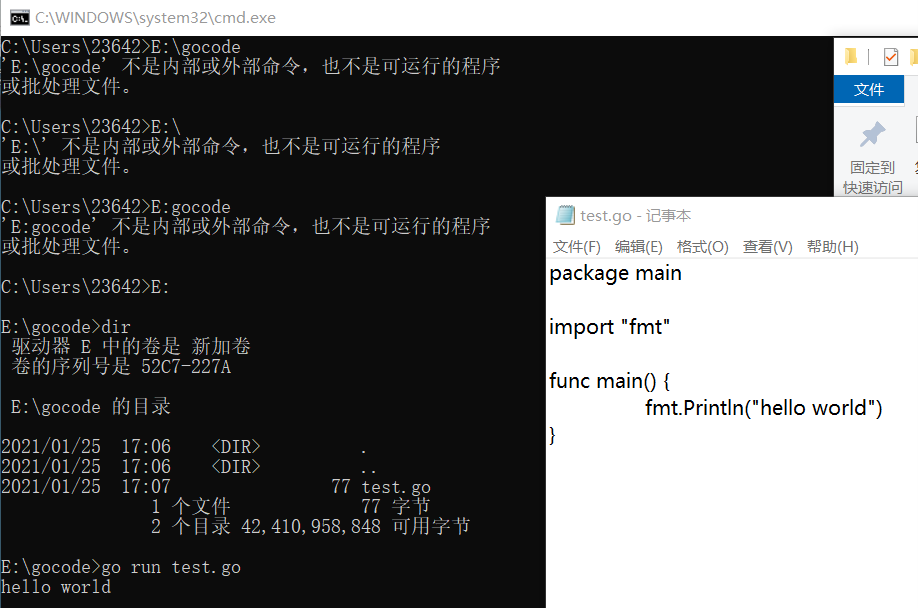 C:\WINDOWS\system32\cmd.exe
C:\Users\23642>E:\gocode
'E:\gocode' 不是内部或外部命令，也不是可运行的程序
或批处理文件。
C:\Users\23642>E:\
'E:\' 不是内部或外部命令，也不是可运行的程序
或批处理文件。
C:\Users\23642>E:gocode
'E:gocode' 不是内部或外部命令，也不是可运行的程序
或批处理文件。
C:\Users\23642>E:
E:\gocode>dir
驱动器 E 中的卷是 新加卷
卷的序列号是 52C7-227A
E:\gocode 的目录
2021/01/25  17:06    <DIR>          .
2021/01/25  17:06    <DIR>          ..
2021/01/25  17:07                77 test.go
1 个文件             77 字节
2 个目录 42,410,958,848 可用字节
E:\gocode>go run test.go
hello world
文件
固定到
快速访问
test.go - 记事本
文件(F) 编辑(E) 格式(O) 查看(V) 帮助(H)
package main
import "fmt"
func main() {
fmt.Println("hello world")
}